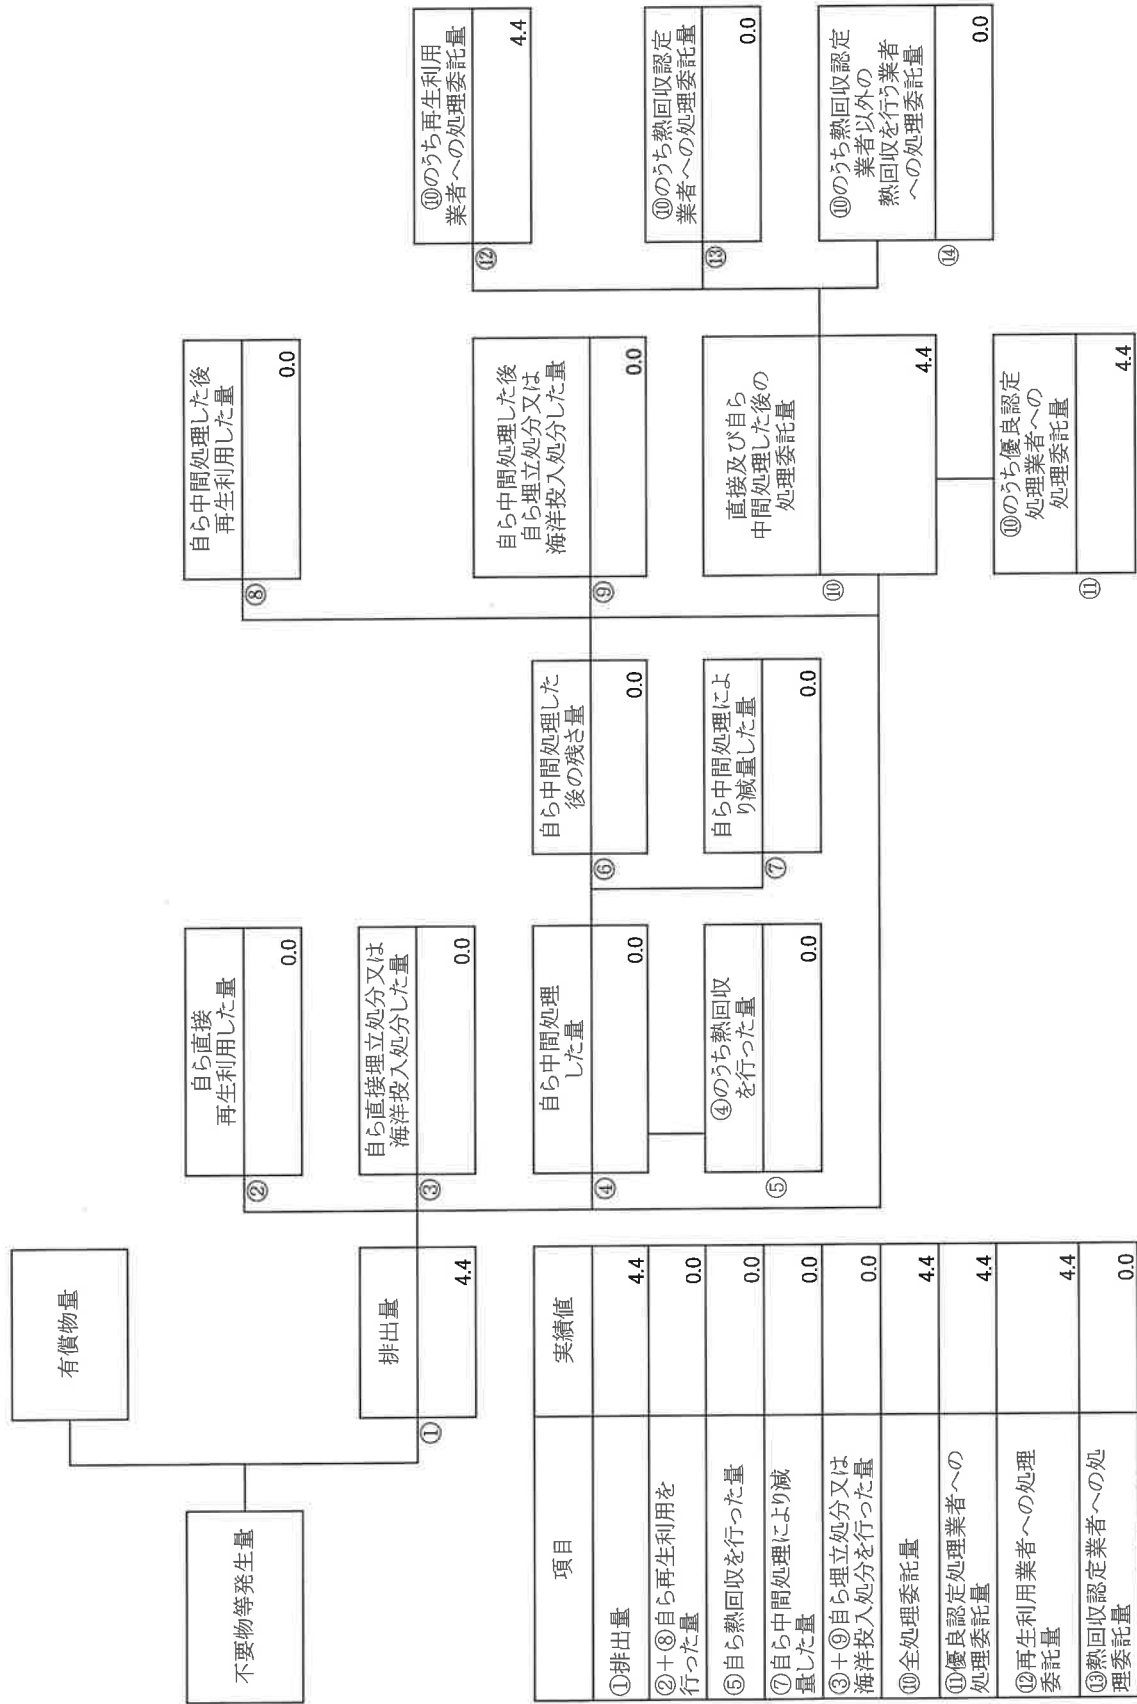 不要物等発生量
有償物量
①
排出量
4.4
②
自ら直接
再生利用した量
0.0
③
自ら直接埋立処分又は
海洋投入処分した量
0.0
④
自ら中間処理
した量
0.0
⑤
④のうち熱回収
を行った量
0.0
⑥
自ら中間処理した
後の残さ量
0.0
⑦
自ら中間処理によ
り減量した量
0.0
⑧
自ら中間処理した後
再生利用した量
0.0
⑨
自ら中間処理した後
自ら埋立処分又は
海洋投入処分した量
0.0
⑩
直接及び自ら
中間処理した後の
処理委託量
4.4
⑪
⑩のうち優良認定
処理業者への
処理委託量
4.4
⑫
⑩のうち再生利用
業者への処理委託量
4.4
⑬
⑩のうち熱回収認定
業者への処理委託量
0.0
⑭
⑩のうち熱回収認定
業者以外の
熱回収を行う業者
への処理委託量
0.0
項目 実績値
①排出量 4.4
②＋⑧自ら再生利用を
行った量 0.0
⑤自ら熱回収を行った量 0.0
⑦自ら中間処理により減
量した量 0.0
③＋⑨自ら埋立処分又は
海洋投入処分を行った量 0.0
⑩全処理委託量 4.4
⑪優良認定処理業者への
処理委託量 4.4
⑫再生利用業者への処理
委託量 4.4
⑬熱回収認定業者への処
理委託量 0.0